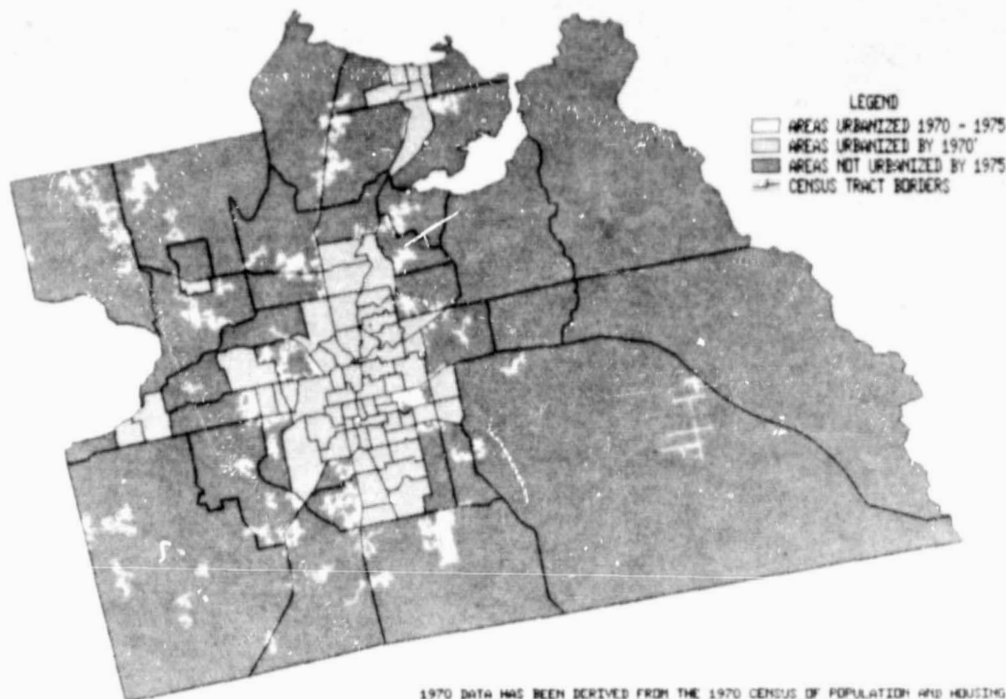 LEGEND
AREAS URBANIZED 1970 - 1975
AREAS URBANIZED BY 1970
AREAS NOT URBANIZED BY 1975
CENSUS TRACT BORDERS
1970 DATA HAS BEEN DERIVED FROM THE 1970 CENSUS OF POPULATION AND HOUSING